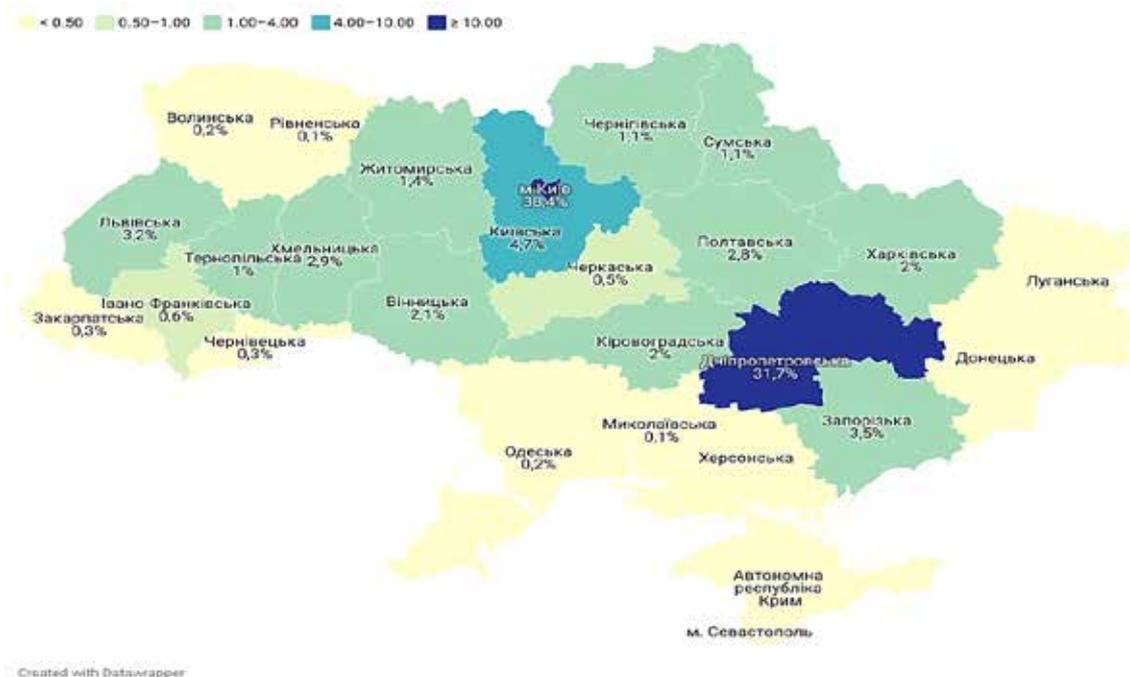 < 0.50 0.50–1.00 1.00–4.00 4.00–10.00 ≥ 10.00
Волинська
0,2%
Рівненська
0,1%
Житомирська
1,4%
Чернігівська
1,1%
Сумська
1,1%
м.Київ
38,4%
Київська
4,7%
Львівська
3,2%
Тернопільська
1%
Хмельницька
2,9%
Черкаська
0,5%
Полтавська
2,8%
Харківська
2%
Луганська
Івано-Франківська
0,6%
Закарпатська
0,3%
Чернівецька
0,3%
Вінницька
2,1%
Кіровоградська
2%
Дніпропетровська
31,7%
Донецька
Запорізька
3,5%
Миколаївська
0,1%
Одеська
0,2%
Херсонська
Автономна
республіка
Крим
м. Севастополь
Created with Datawrapper